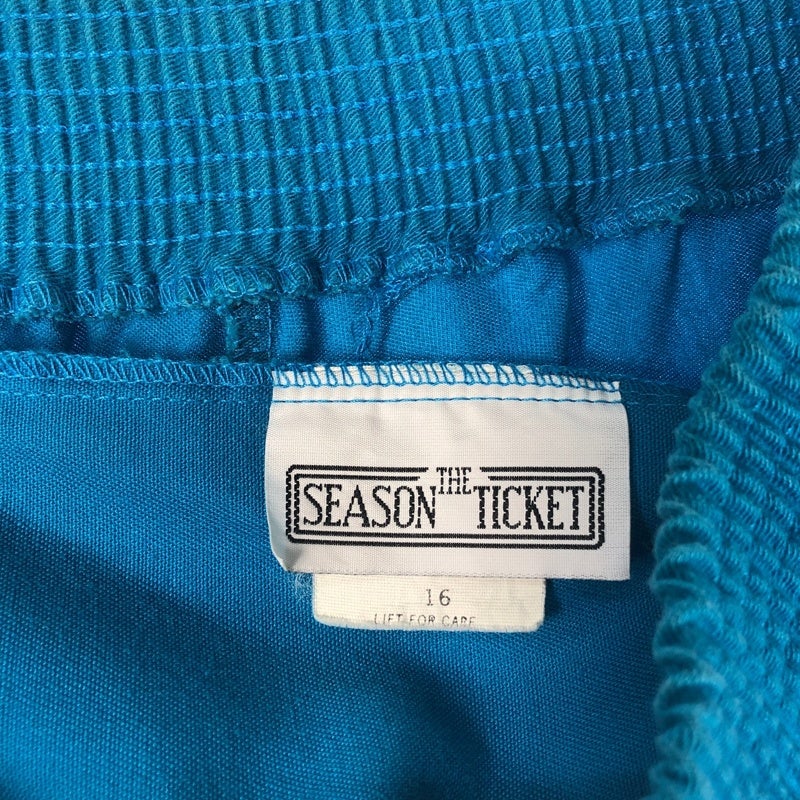 THE
SEASON TICKET
16
LIFT FOR CARE